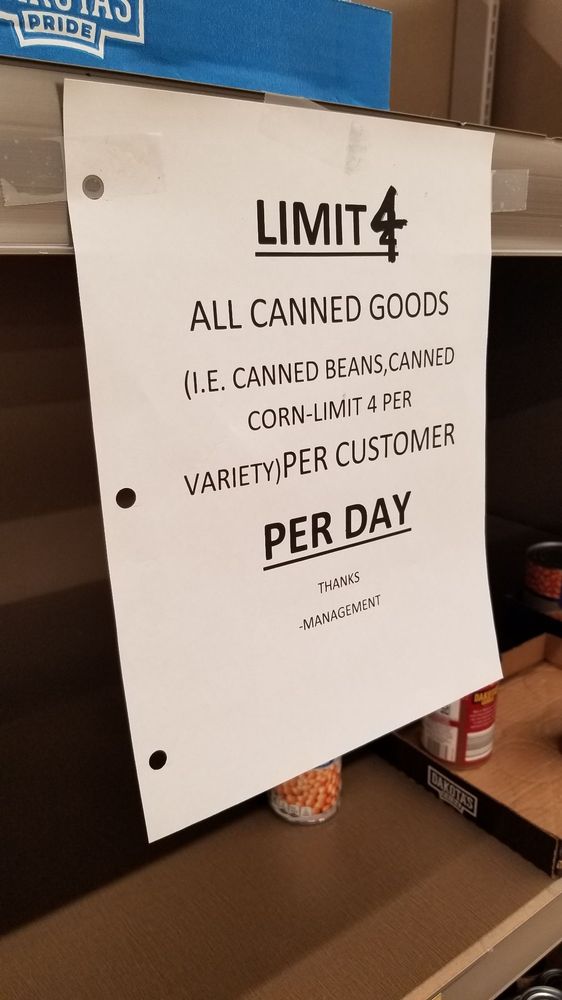 PRIDE
LIMIT 4
ALL CANNED GOODS
(I.E. CANNED BEANS,CANNED
CORN-LIMIT 4 PER
VARIETY)PER CUSTOMER
PER DAY
THANKS
-MANAGEMENT
DAKOTAS